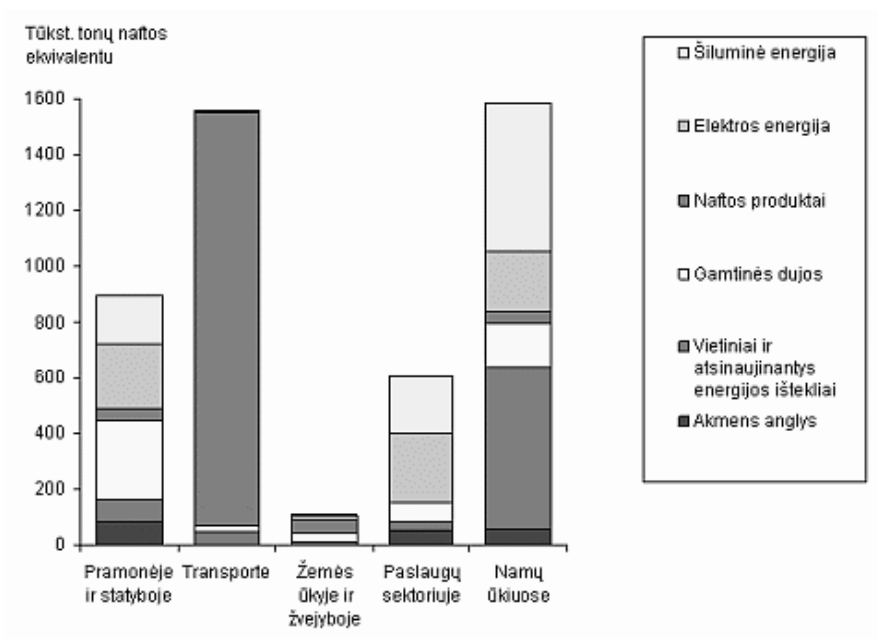 Tūkst. tonų naftos
ekvivalentu
1600
1400
1200
1000
800
600
400
200
0
Pramonėje
ir statyboje
Transporte
Žemės
ūkyje ir
žvejyboje
Paslaugų
sektoriuje
Namų
ūkiuose
Šiluminė energija
Elektros energija
Naftos produktai
Gamtinės dujos
Vietiniai ir
atsinaujinantys
energijos ištekliai
Akmens anglys